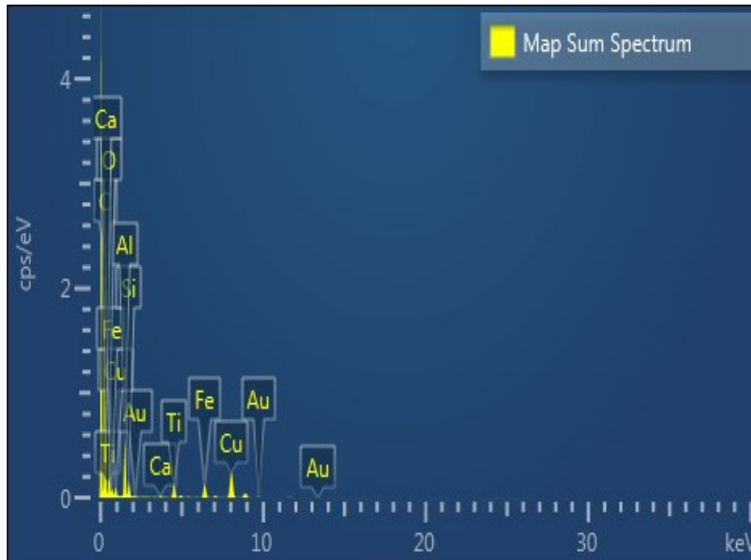 Map Sum Spectrum
4
Ca
O
C
Al
cps/eV
2
Si
Fe
Cu
Au
Ti
Fe
Au
Ti
Ca
Cu
Au
0
0 10 20 30 keV